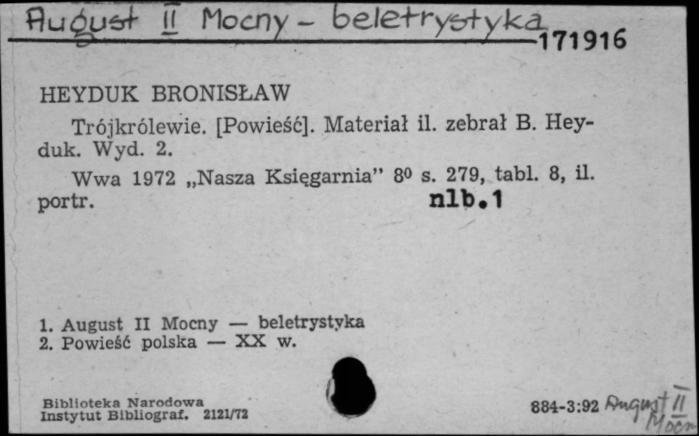 August II Mocny - beletrystyka
171916
HEYDUK BRONISŁAW
Trójkrólewie. [Powieść]. Materiał il. zebrał B. Hey-
duk. Wyd. 2.
Wwa 1972 „Nasza Księgarnia” 8⁰ s. 279, tabl. 8, il.
portr. nlb.1
1. August II Mocny — beletrystyka
2. Powieść polska — XX w.
Biblioteka Narodowa
Instytut Bibliograf. 2121/72
884-3:92 August II
Mocny